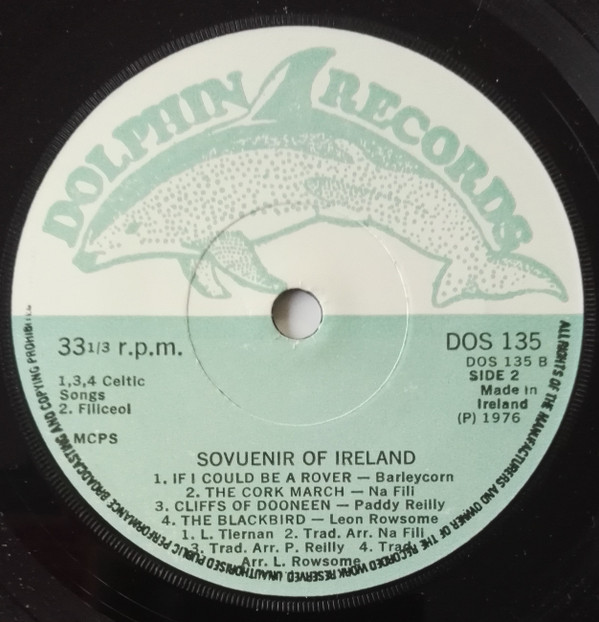 DOLPHIN RECORDS
33 1/3 r.p.m.
DOS 135
DOS 135 B
SIDE 2
Made in
Ireland
(P) 1976
1,3,4 Celtic
Songs
2. Filiceol
MCPS
SOVUENIR OF IRELAND
1. IF I COULD BE A ROVER — Barleycorn
2. THE CORK MARCH — Na Fili
3. CLIFFS OF DOONEEN — Paddy Reilly
4. THE BLACKBIRD — Leon Rowsome
1. L. Tlernan 2. Trad. Arr. Na Fili
3. Trad. Arr. P. Reilly 4. Trad.
Arr. L. Rowsome
ALL RIGHTS OF THE MANUFACTURERS AND OWNER OF THE RECORDED WORK RESERVED. UNAUTHORISED PUBLIC PERFORMANCE BROADCASTING AND COPYING PROHIBITED